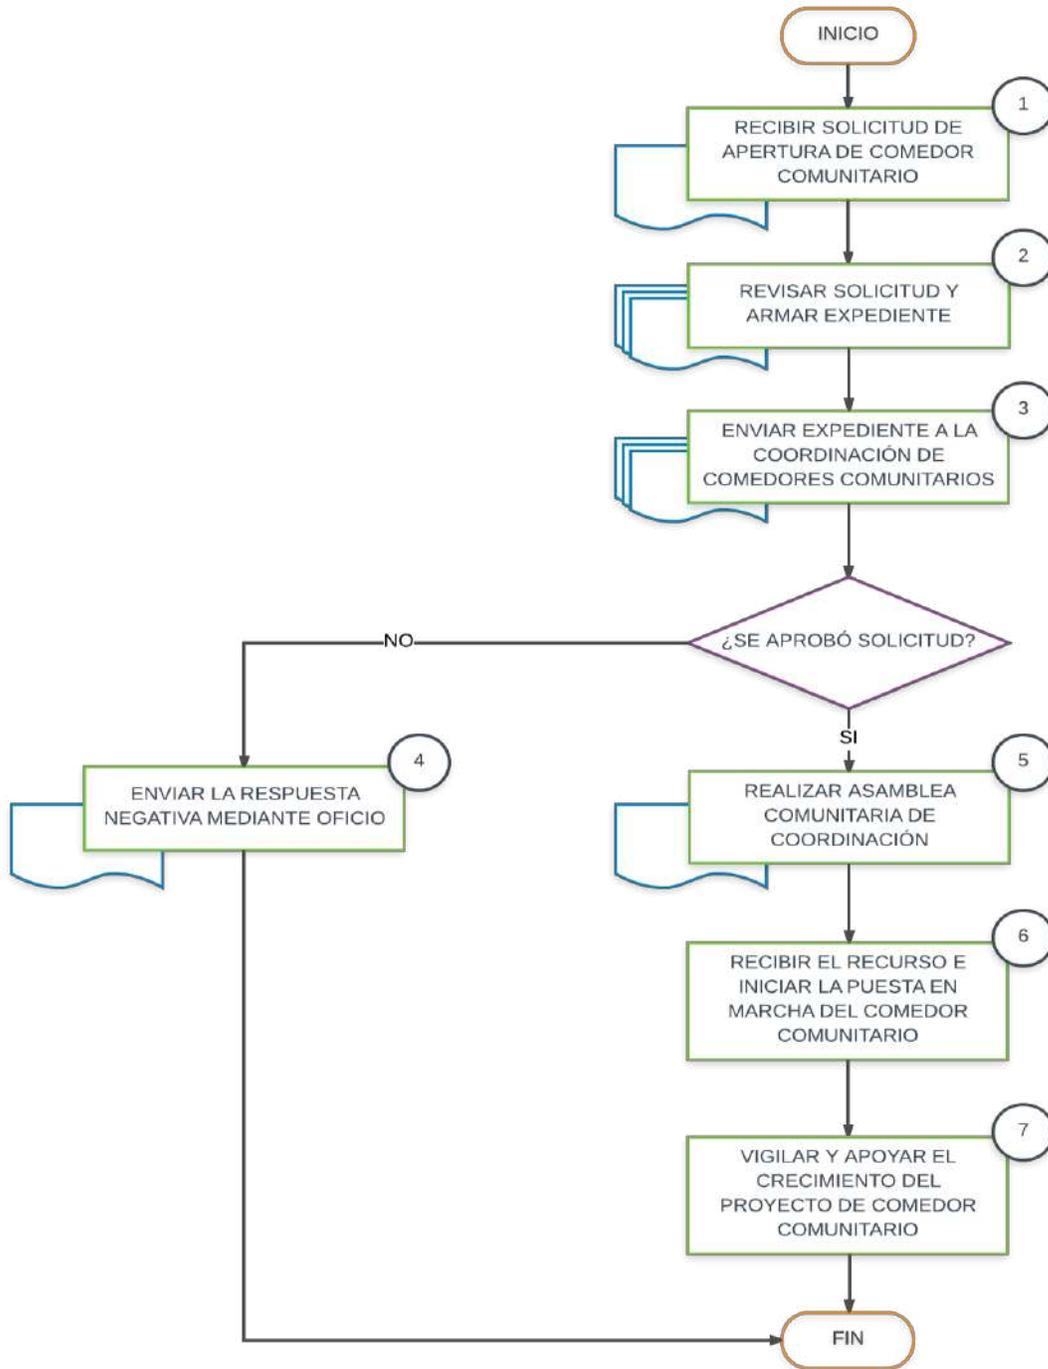 INICIO
1
RECIBIR SOLICITUD DE
APERTURA DE COMEDOR
COMUNITARIO
2
REVISAR SOLICITUD Y
ARMAR EXPEDIENTE
3
ENVIAR EXPEDIENTE A LA
COORDINACIÓN DE
COMEDORES COMUNITARIOS
¿SE APROBÓ SOLICITUD?
NO
SI
4
ENVIAR LA RESPUESTA
NEGATIVA MEDIANTE OFICIO
5
REALIZAR ASAMBLEA
COMUNITARIA DE
COORDINACIÓN
6
RECIBIR EL RECURSO E
INICIAR LA PUESTA EN
MARCHA DEL COMEDOR
COMUNITARIO
7
VIGILAR Y APOYAR EL
CRECIMIENTO DEL
PROYECTO DE COMEDOR
COMUNITARIO
FIN